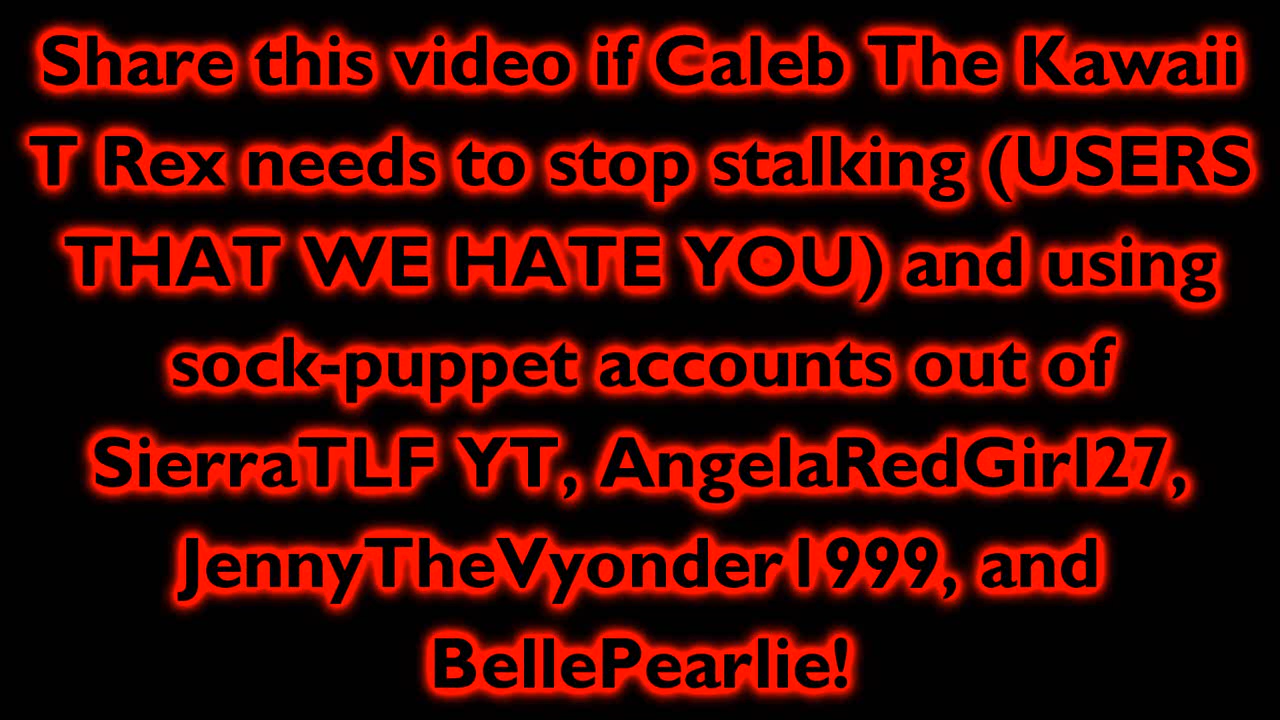 Share this video if Caleb The Kawaii
T Rex needs to stop stalking (USERS
THAT WE HATE YOU) and using
sock-puppet accounts out of
SierraTLF YT, AngelaRedGirl27,
JennyTheVyonder1999, and
BellePearlie!